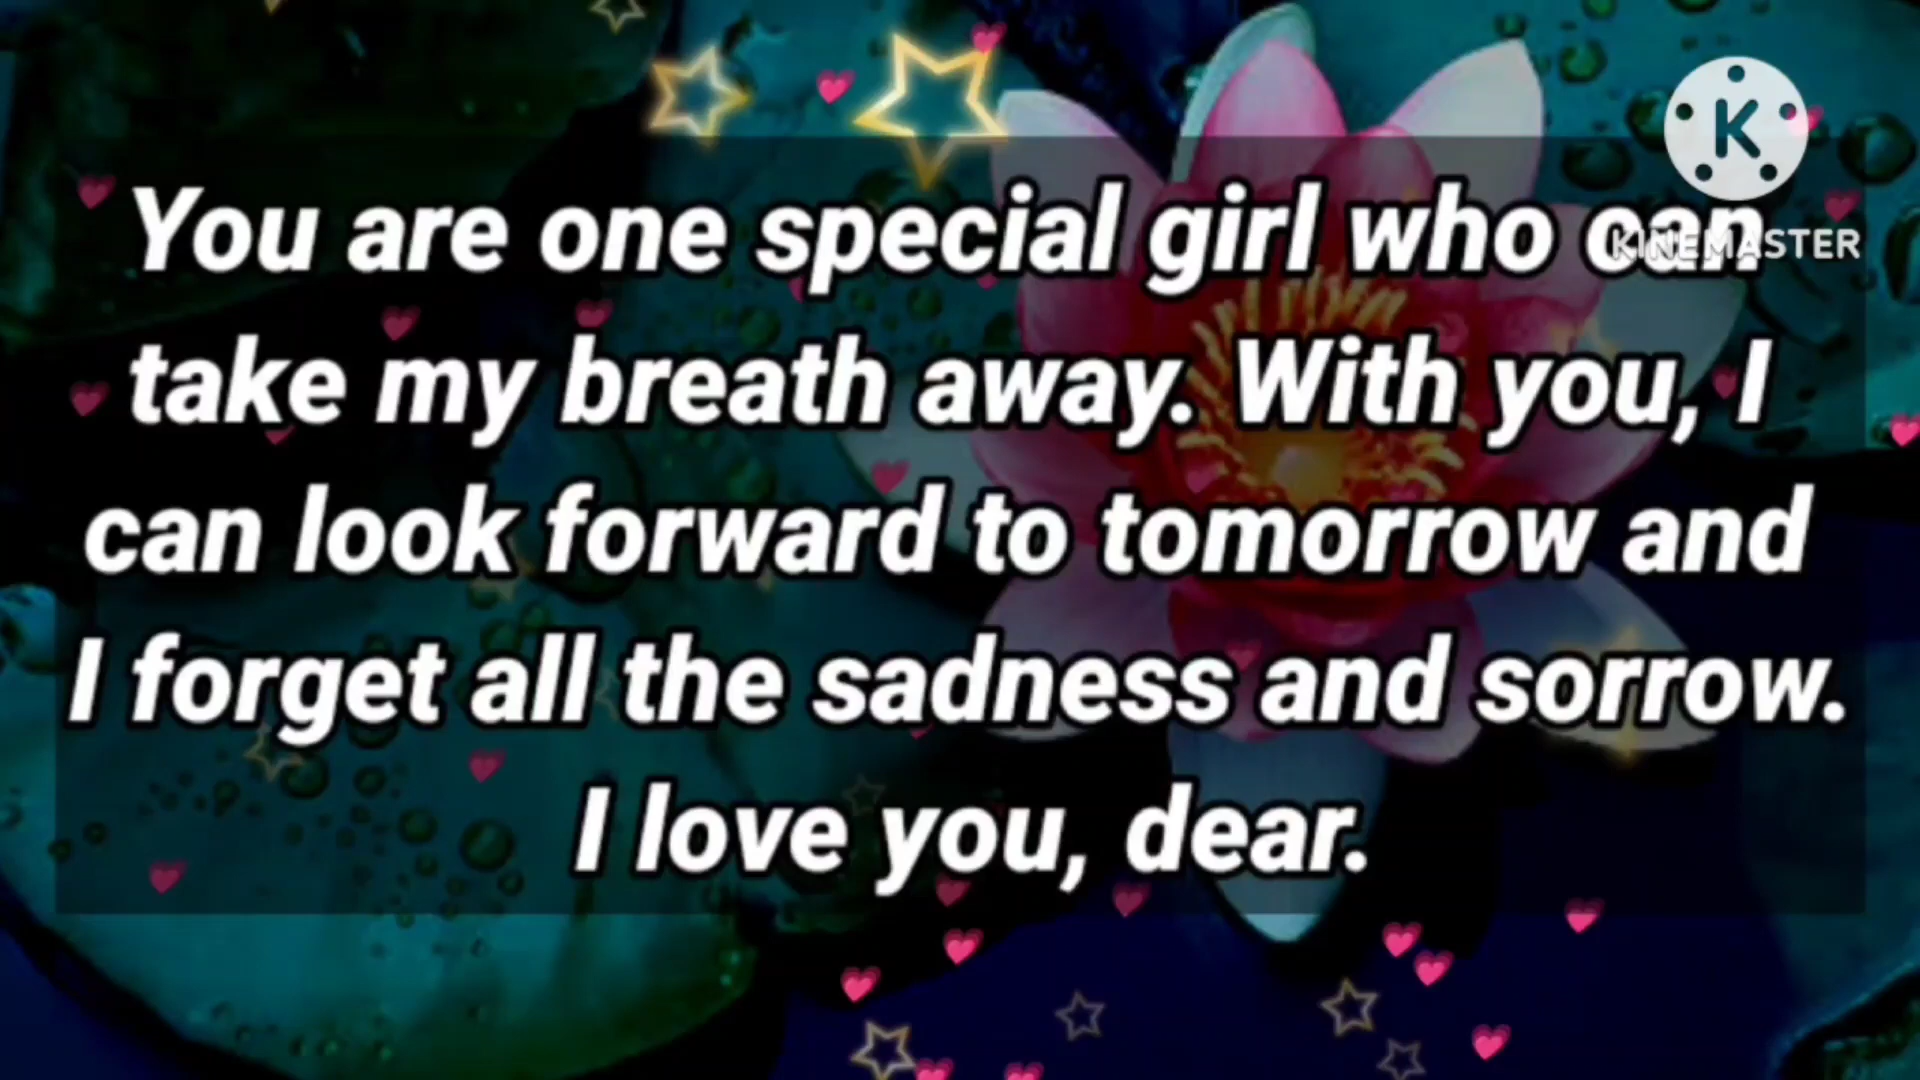 You are one special girl who can
take my breath away. With you, I
can look forward to tomorrow and
I forget all the sadness and sorrow.
I love you, dear.
K
KINEMASTER